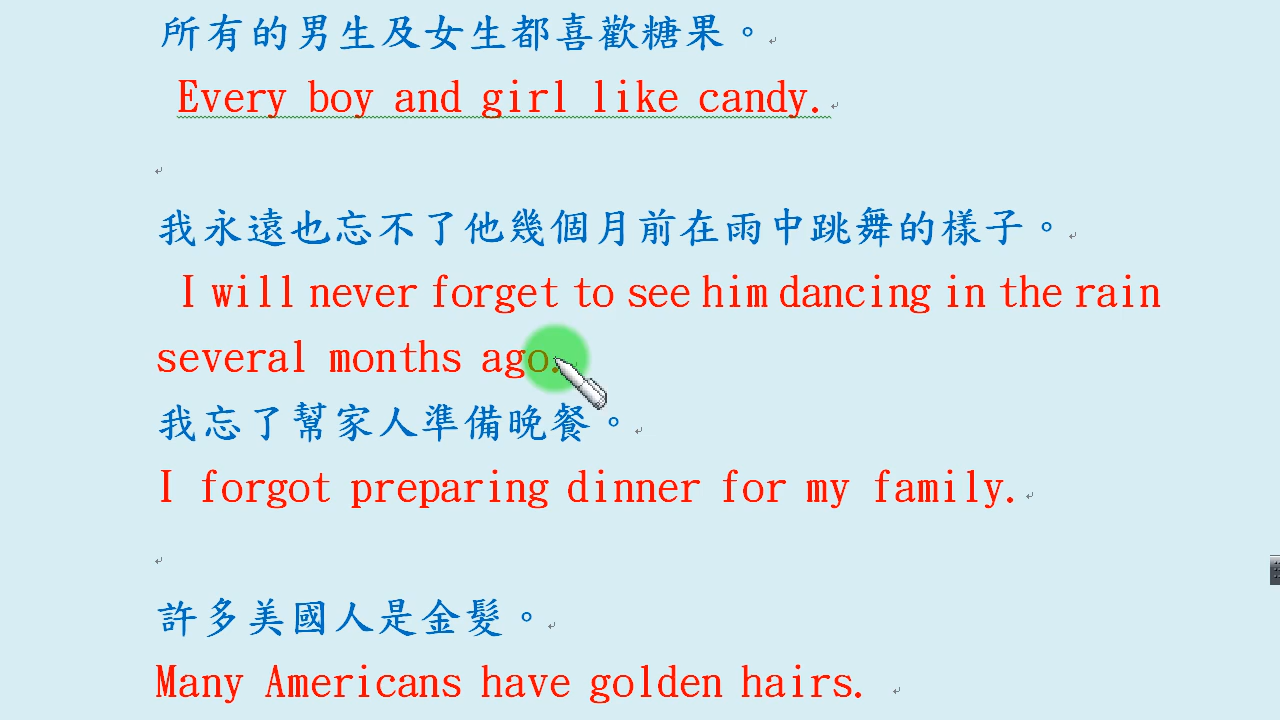 所有的男生及女生都喜歡糖果。
Every boy and girl like candy.
我永遠也忘不了他幾個月前在雨中跳舞的樣子。
I will never forget to see him dancing in the rain
several months ago.
我忘了幫家人準備晚餐。
I forgot preparing dinner for my family.
許多美國人是金髮。
Many Americans have golden hairs.